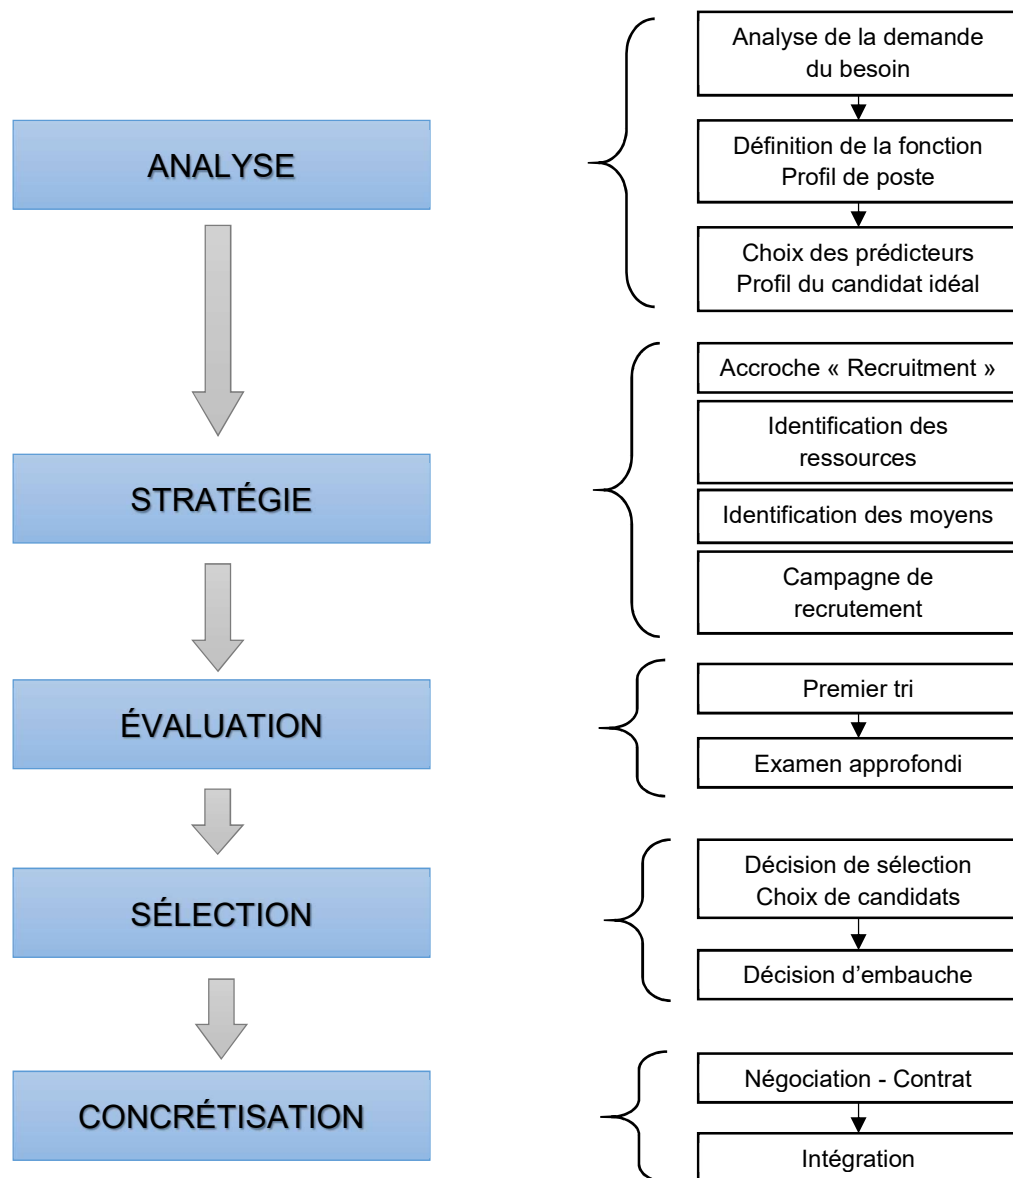 ANALYSE
Analyse de la demande
du besoin
Définition de la fonction
Profil de poste
Choix des prédicteurs
Profil du candidat idéal
STRATÉGIE
Accroche « Recruitment »
Identification des
ressources
Identification des moyens
Campagne de
recrutement
ÉVALUATION
Premier tri
Examen approfondi
SÉLECTION
Décision de sélection
Choix de candidats
Décision d’embauche
CONCRÉTISATION
Négociation - Contrat
Intégration